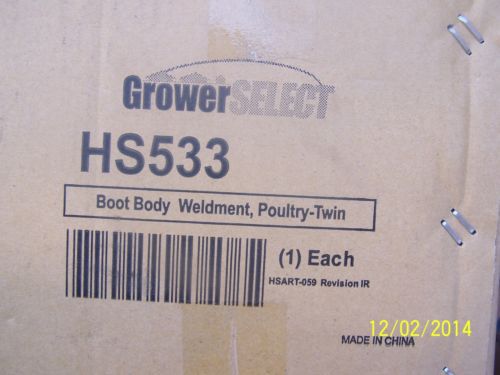 GrowerSELECT
HS533
Boot Body Weldment, Poultry-Twin
(1) Each
HSART-059 Revision IR
12/02/2014
MADE IN CHINA